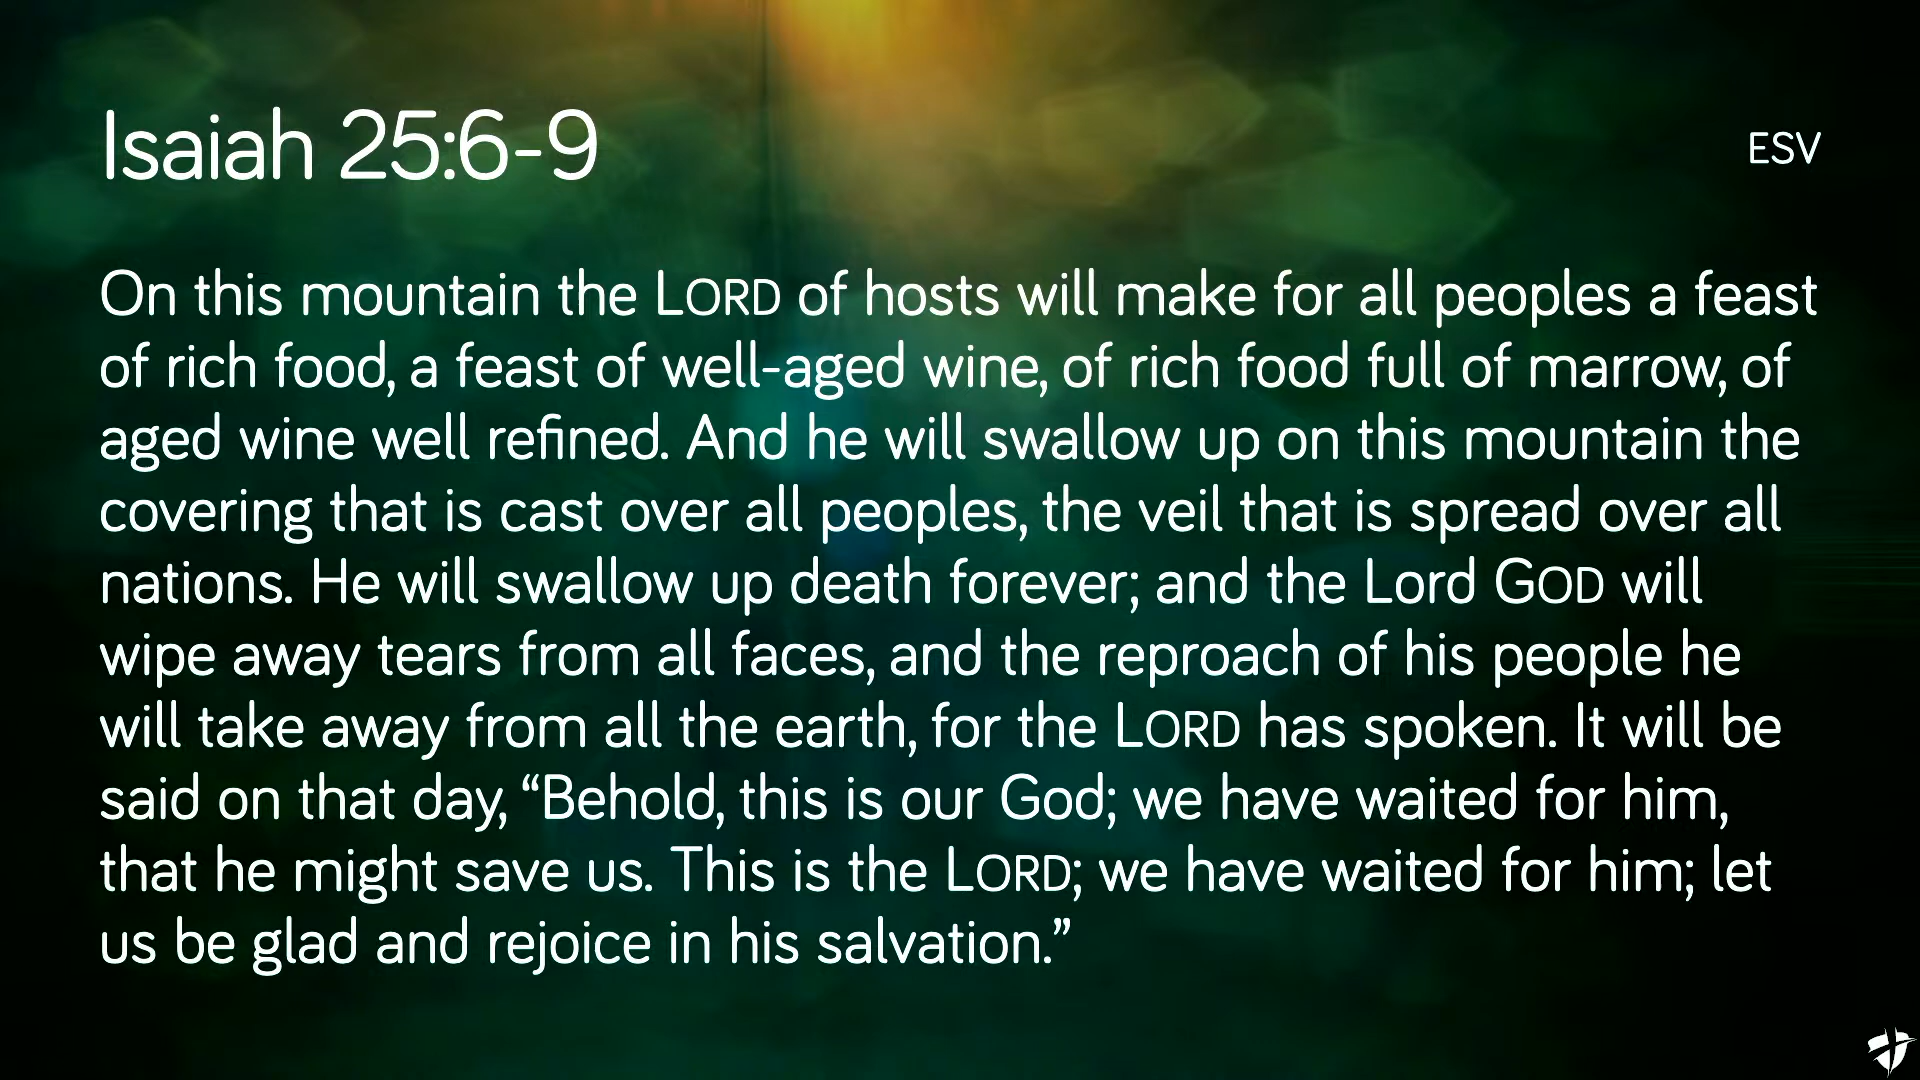 Isaiah 25:6-9
ESV
On this mountain the LORD of hosts will make for all peoples a feast
of rich food, a feast of well-aged wine, of rich food full of marrow, of
aged wine well refined. And he will swallow up on this mountain the
covering that is cast over all peoples, the veil that is spread over all
nations. He will swallow up death forever; and the Lord GOD will
wipe away tears from all faces, and the reproach of his people he
will take away from all the earth, for the LORD has spoken. It will be
said on that day, “Behold, this is our God; we have waited for him,
that he might save us. This is the LORD; we have waited for him; let
us be glad and rejoice in his salvation.”